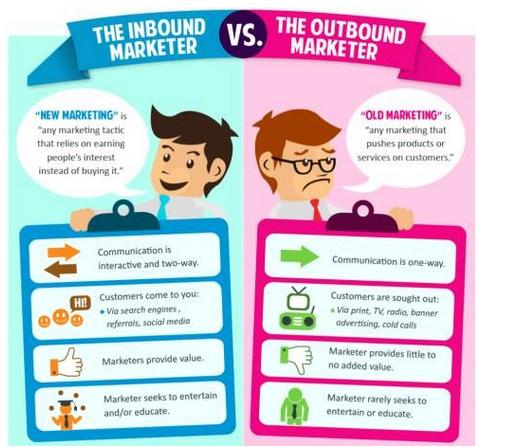 THE INBOUND
MARKETER
VS.
THE OUTBOUND
MARKETER
“NEW MARKETING” is
“any marketing tactic
that relies on earning
people’s interest
instead of buying it.”
“OLD MARKETING” is
“any marketing that
pushes products or
services on customers.”
Communication is
interactive and two-way.
HI!
Customers come to you:
• Via search engines,
referrals, social media
Marketers provide value.
Marketer seeks to entertain
and/or educate.
Communication is one-way.
Customers are sought out:
• Via print, TV, radio, banner
advertising, cold calls
Marketer provides little to
no added value.
Marketer rarely seeks to
entertain or educate.